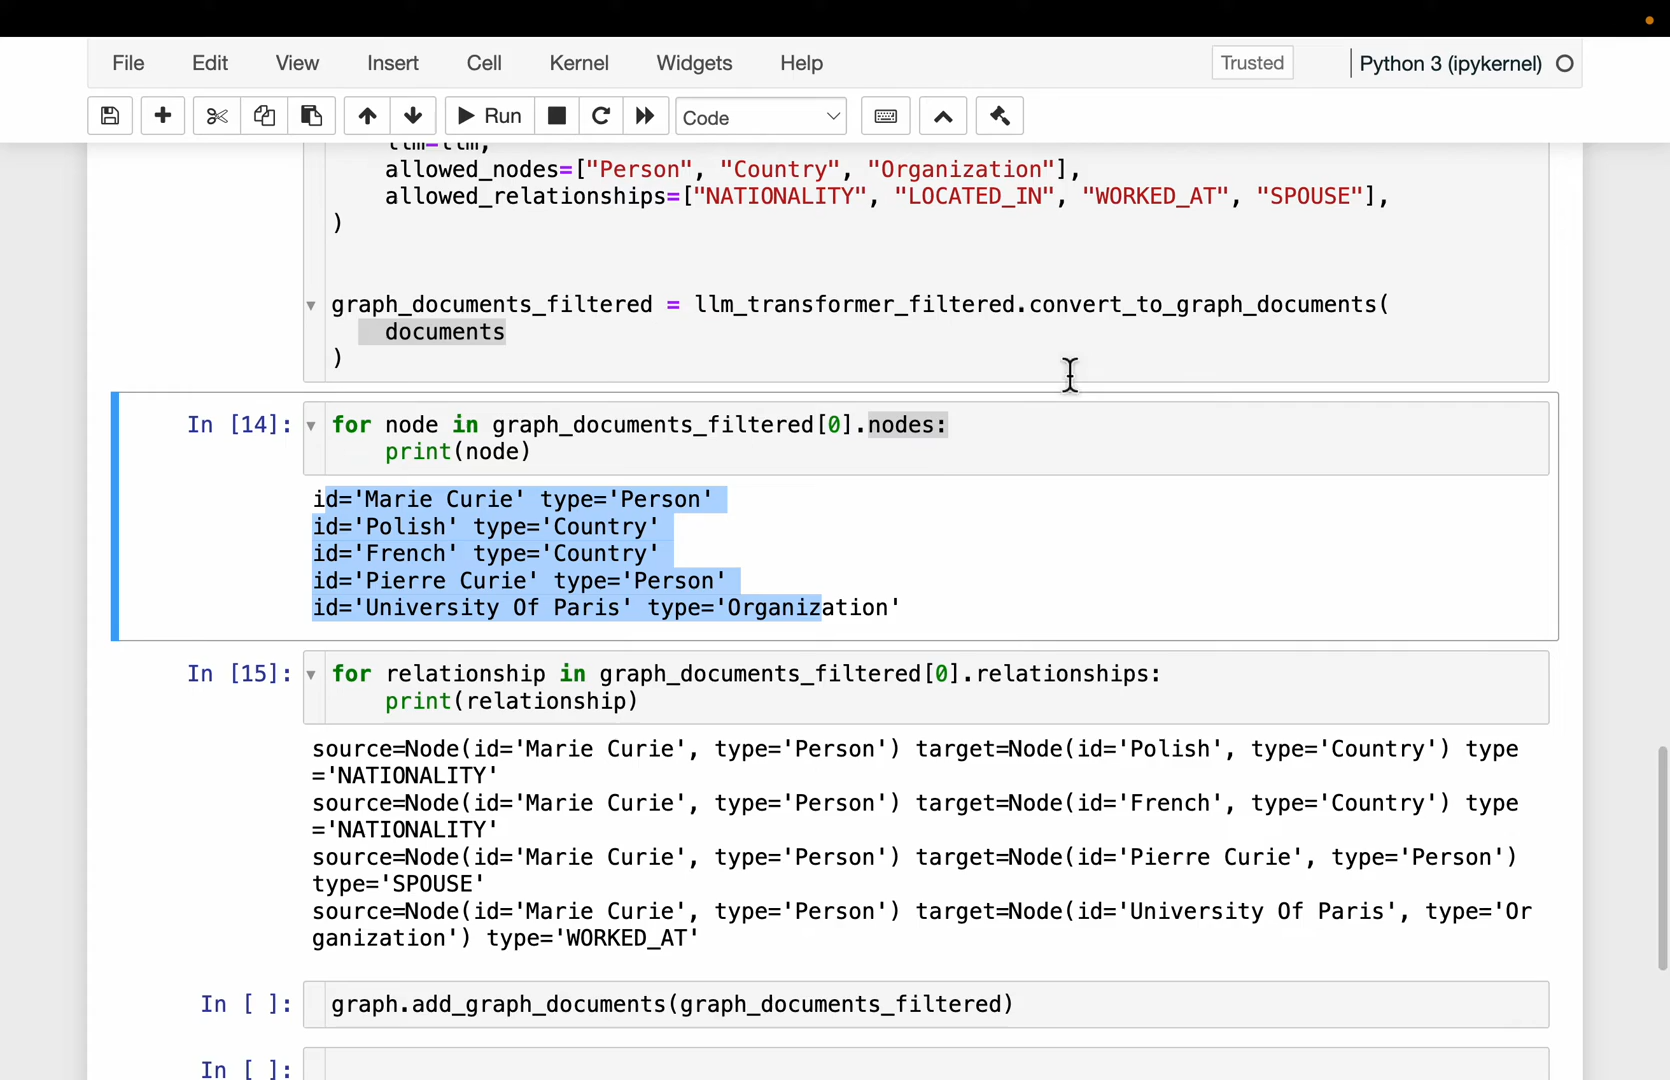 File Edit View Insert Cell Kernel Widgets Help Trusted Python 3 (ipykernel)
Run Code
llm=llm,
allowed_nodes=["Person", "Country", "Organization"],
allowed_relationships=["NATIONALITY", "LOCATED_IN", "WORKED_AT", "SPOUSE"],
)
graph_documents_filtered = llm_transformer_filtered.convert_to_graph_documents(
documents
)
In [14]: for node in graph_documents_filtered[0].nodes:
print(node)
id='Marie Curie' type='Person'
id='Polish' type='Country'
id='French' type='Country'
id='Pierre Curie' type='Person'
id='University Of Paris' type='Organization'
In [15]: for relationship in graph_documents_filtered[0].relationships:
print(relationship)
source=Node(id='Marie Curie', type='Person') target=Node(id='Polish', type='Country') type
='NATIONALITY'
source=Node(id='Marie Curie', type='Person') target=Node(id='French', type='Country') type
='NATIONALITY'
source=Node(id='Marie Curie', type='Person') target=Node(id='Pierre Curie', type='Person')
type='SPOUSE'
source=Node(id='Marie Curie', type='Person') target=Node(id='University Of Paris', type='Or
ganization') type='WORKED_AT'
In [ ]: graph.add_graph_documents(graph_documents_filtered)
In [ ]: